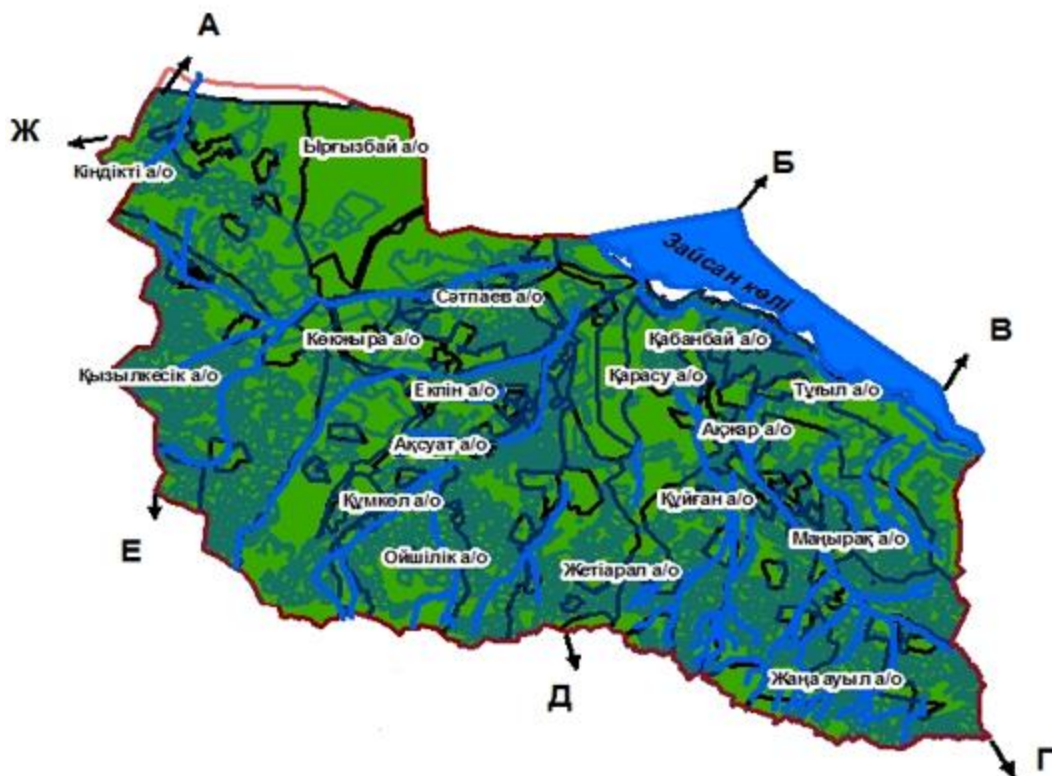 А
Ж
Ырғызбай а/о
Кіндікті а/о
Б
Зайсан көлі
Сәтпаев а/о
В
Көкжыра а/о
Қабанбай а/о
Қызылкесік а/о
Екпін а/о
Қарасу а/о
Тұғыл а/о
Ақсуат а/о
Ақжар а/о
Құмкөл а/о
Құйған а/о
Е
Маңырақ а/о
Ойшілік а/о
Жетіарал а/о
Жаңа ауыл а/о
Д
Г